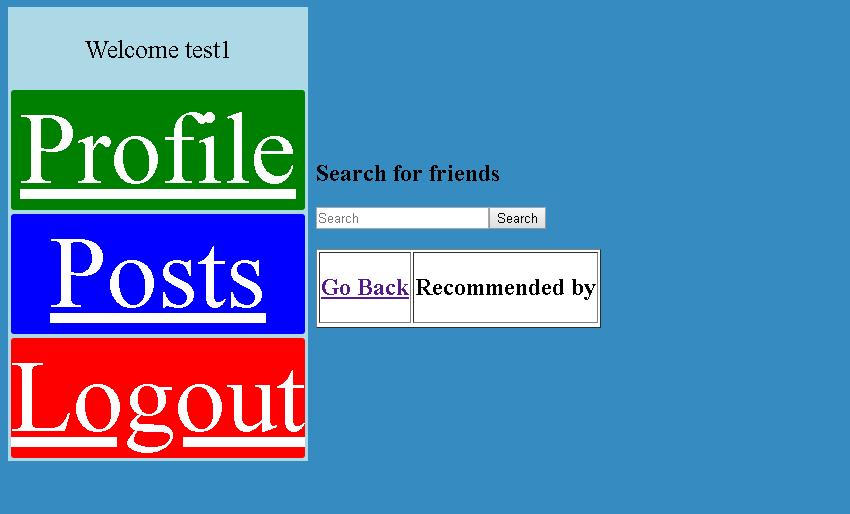 Welcome test1
Profile
Posts
Logout
Search for friends
Search Search
Go Back Recommended by